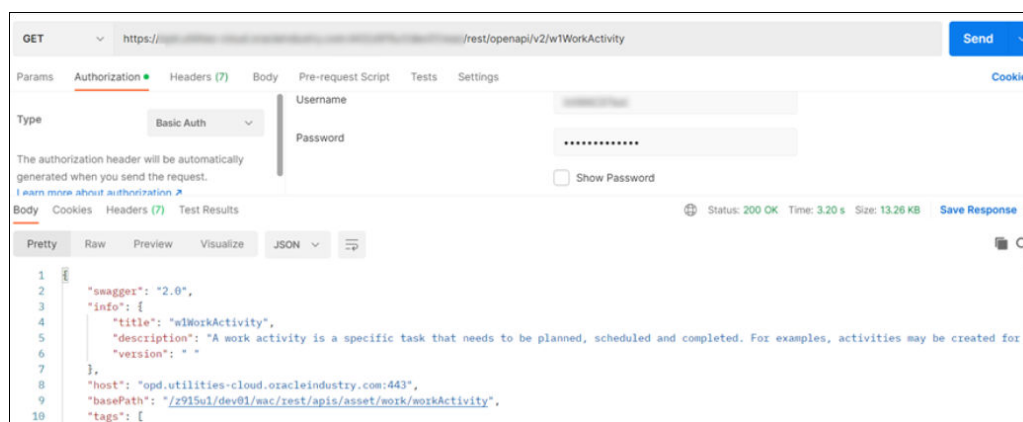 GET https:// /rest/openapi/v2/w1WorkActivity Send
Params Authorization Headers (7) Body Pre-request Script Tests Settings Cookie
Username
Type Basic Auth
Password •••••••••••••
The authorization header will be automatically
generated when you send the request.
Show Password
Learn more about authorization ↗
Body Cookies Headers (7) Test Results Status: 200 OK Time: 3.20 s Size: 13.26 KB Save Response
Pretty Raw Preview Visualize JSON
1 {
2 "swagger": "2.0",
3 "info": {
4 "title": "w1WorkActivity",
5 "description": "A work activity is a specific task that needs to be planned, scheduled and completed. For examples, activities may be created for
6 "version": " "
7 },
8 "host": "opd.utilities-cloud.oracleindustry.com:443",
9 "basePath": "/z915u1/dev01/wac/rest/apis/asset/work/workActivity",
10 "tags": [